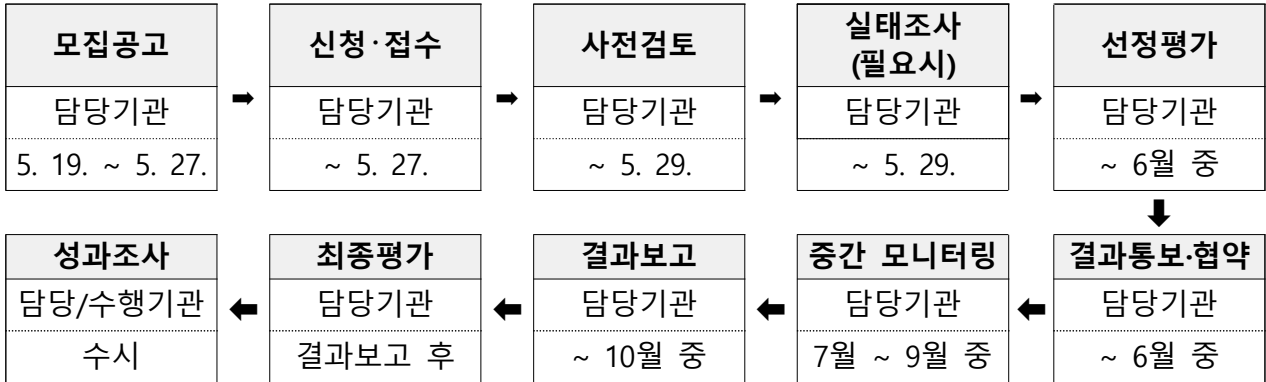 모집공고
담당기관
5. 19. ~ 5. 27.
➡
신청·접수
담당기관
~ 5. 27.
➡
사전검토
담당기관
~ 5. 29.
➡
실태조사
(필요시)
담당기관
~ 5. 29.
➡
선정평가
담당기관
~ 6월 중
⬇
결과통보·협약
담당기관
~ 6월 중
⬅
중간 모니터링
담당기관
7월 ~ 9월 중
⬅
결과보고
담당기관
~ 10월 중
⬅
최종평가
담당기관
결과보고 후
⬅
성과조사
담당/수행기관
수시